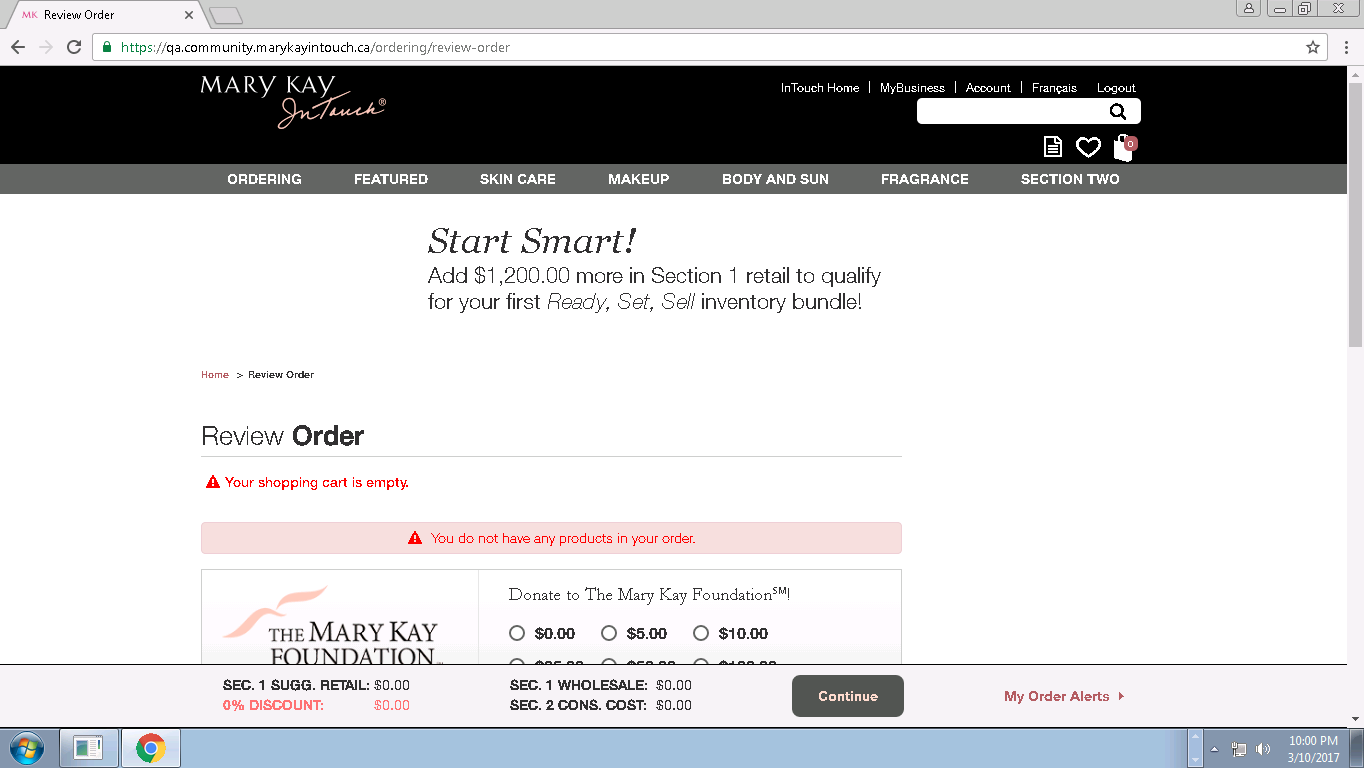 MK Review Order
https://qa.community.marykayintouch.ca/ordering/review-order
MARY KAY
InTouch®
InTouch Home | MyBusiness | Account | Français Logout
0
ORDERING FEATURED SKIN CARE MAKEUP BODY AND SUN FRAGRANCE SECTION TWO
Start Smart!
Add $1,200.00 more in Section 1 retail to qualify
for your first Ready, Set, Sell inventory bundle!
Home > Review Order
Review Order
Your shopping cart is empty.
You do not have any products in your order.
Donate to The Mary Kay Foundation℠!
$0.00 $5.00 $10.00
THE MARY KAY
FOUNDATION
SEC. 1 SUGG. RETAIL: $0.00 SEC. 1 WHOLESALE: $0.00
0% DISCOUNT: $0.00 SEC. 2 CONS. COST: $0.00
Continue
My Order Alerts
10:00 PM
3/10/2017